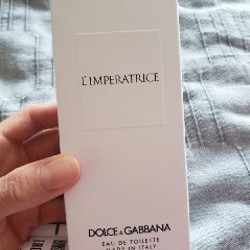 L'IMPERATRICE
DOLCE & GABBANA
EAU DE TOILETTE
MADE IN ITALY